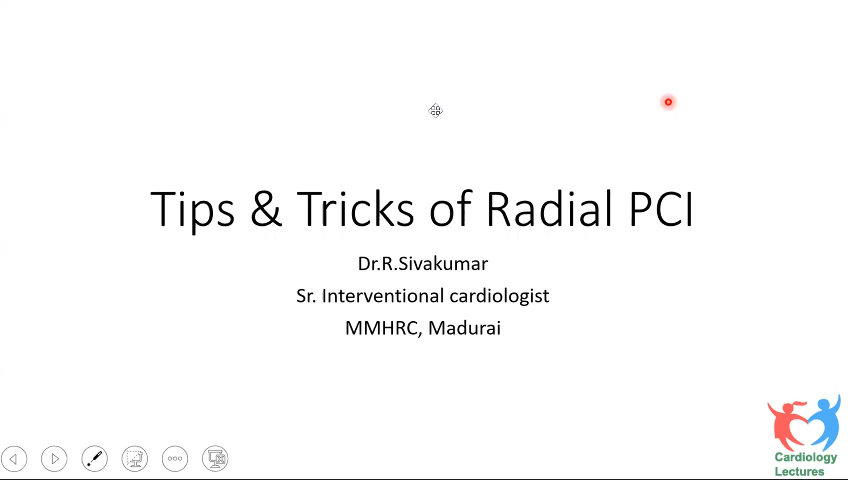 Tips & Tricks of Radial PCI
Dr.R.Sivakumar
Sr. Interventional cardiologist
MMHRC, Madurai
Cardiology
Lectures